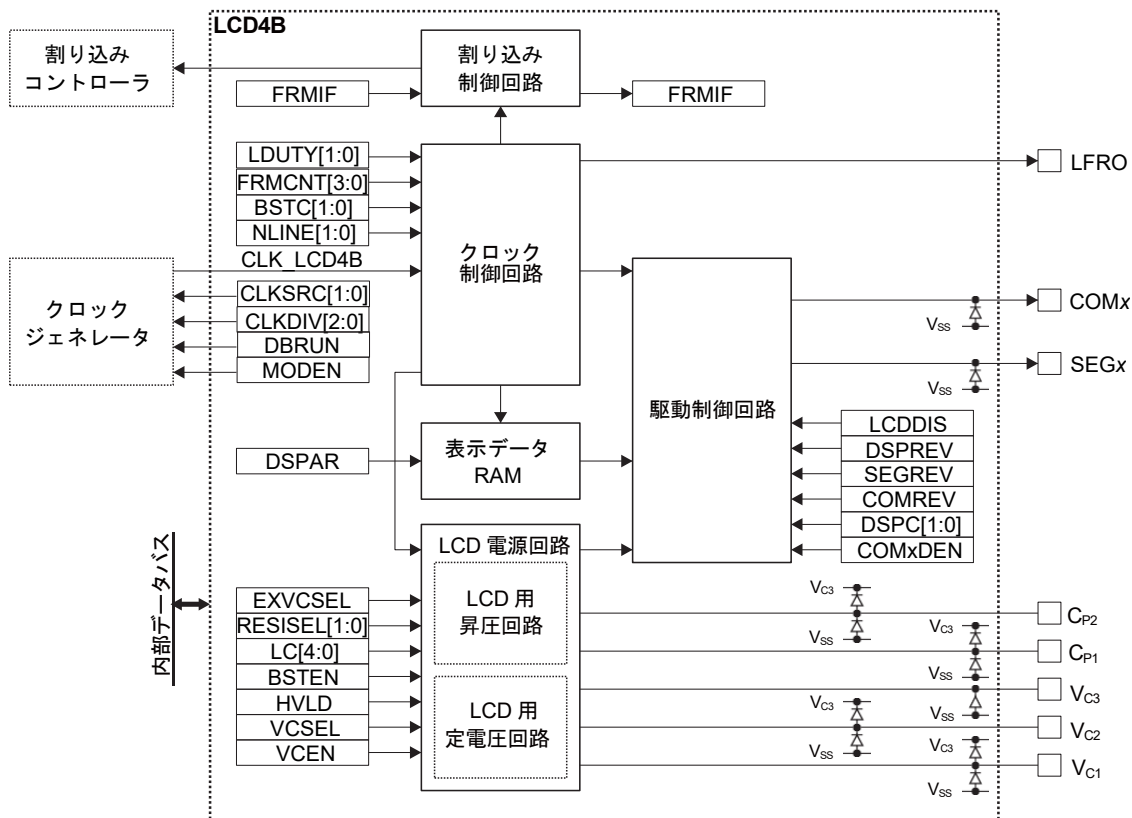 LCD4B
割り込み
コントローラ
割り込み
制御回路
FRMIF
FRMIF
LDUTY[1:0]
FRMCNT[3:0]
BSTC[1:0]
NLINE[1:0]
CLK_LCD4B
クロック
制御回路
LFRO
クロック
ジェネレータ
CLKSRC[1:0]
CLKDIV[2:0]
DBRUN
MODEN
COMx
VSS
SEGx
VSS
駆動制御回路
DSPAR
表示データ
RAM
LCDDIS
DSPREV
SEGREV
COMREV
DSPC[1:0]
COMxDEN
内部データバス
LCD 電源回路
LCD 用
昇圧回路
LCD 用
定電圧回路
EXVCSEL
RESISEL[1:0]
LC[4:0]
BSTEN
HVLD
VCSEL
VCEN
VC3
VSS
CP2
VC3
VSS
CP1
VSS
VC3
VC3
VSS
VC2
VC3
VSS
VC1